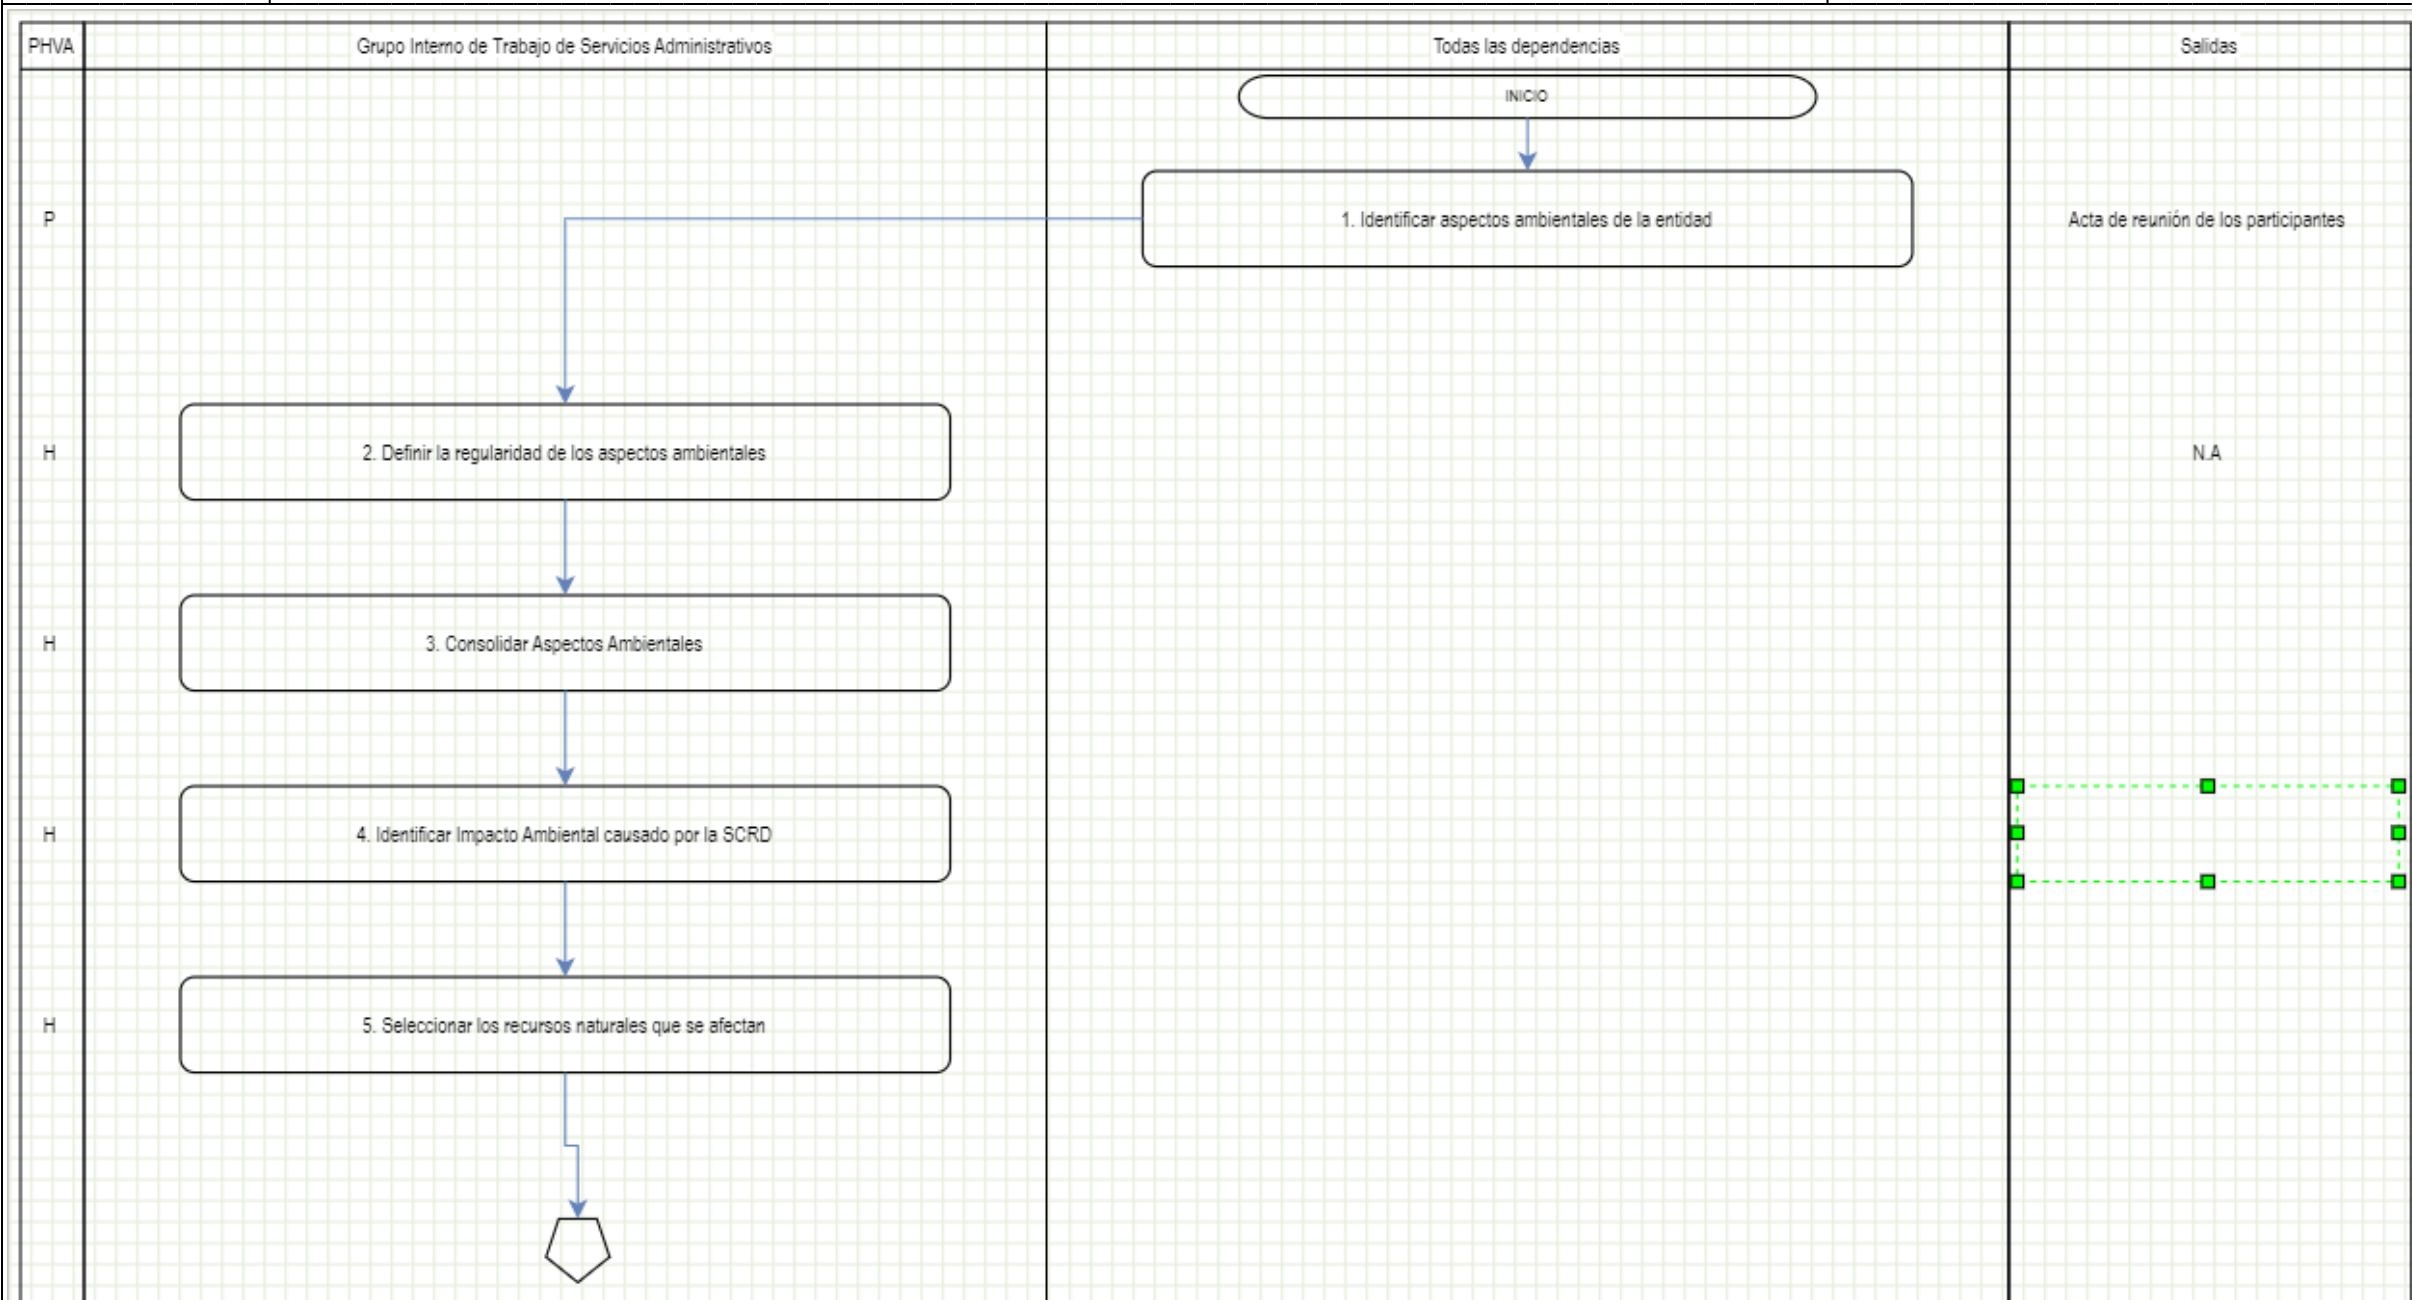 PHVA
Grupo Interno de Trabajo de Servicios Administrativos
Todas las dependencias
Salidas
INICIO
P
1. Identificar aspectos ambientales de la entidad
Acta de reunión de los participantes
H
2. Definir la regularidad de los aspectos ambientales
N.A
H
3. Consolidar Aspectos Ambientales
H
4. Identificar Impacto Ambiental causado por la SCRD
H
5. Seleccionar los recursos naturales que se afectan